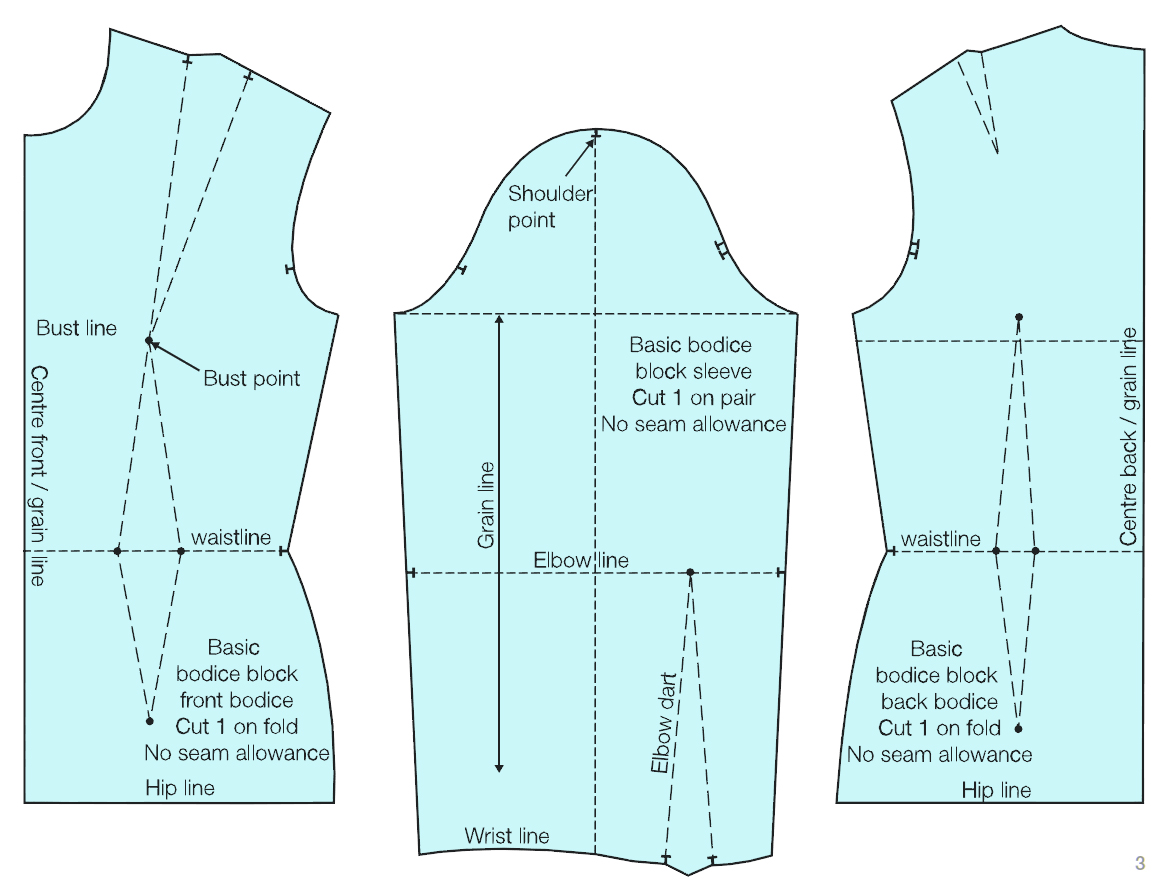 Bust line
Bust point
Centre front / grain line
waistline
Basic
bodice block
front bodice
Cut 1 on fold
No seam allowance
Hip line
Shoulder
point
Basic bodice
block sleeve
Cut 1 on pair
No seam allowance
Grain line
Elbow line
Elbow dart
Wrist line
Centre back / grain line
waistline
Basic
bodice block
back bodice
Cut 1 on fold
No seam allowance
Hip line
3